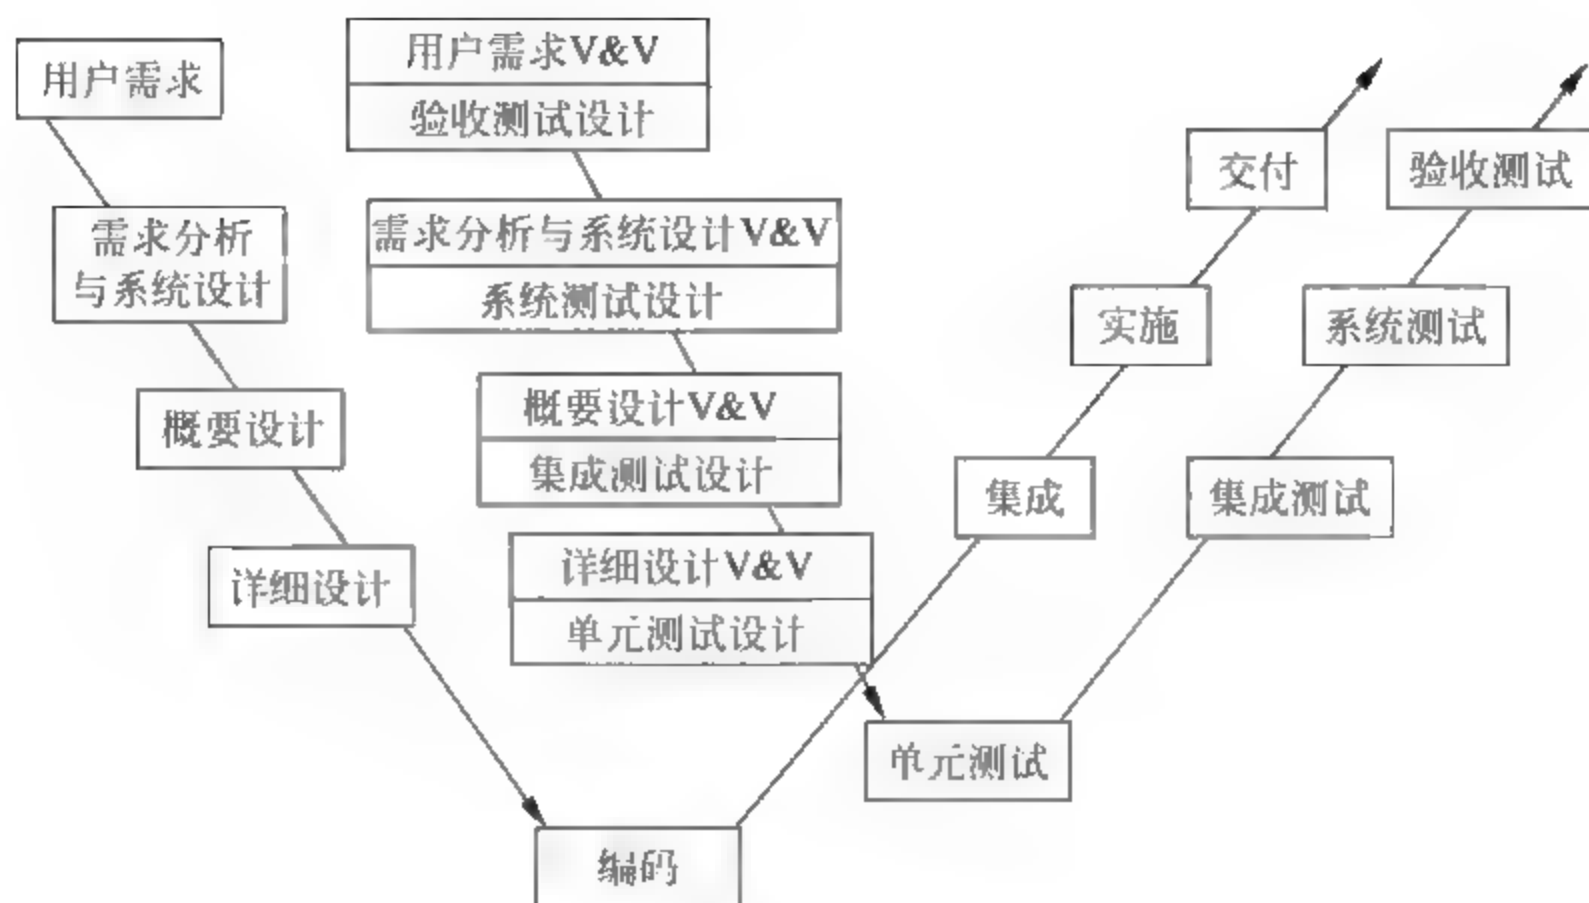 用户需求
需求分析
与系统设计
概要设计
详细设计
编码
用户需求V&V
验收测试设计
需求分析与系统设计V&V
系统测试设计
概要设计V&V
集成测试设计
详细设计V&V
单元测试设计
单元测试
交付
实施
集成
验收测试
系统测试
集成测试